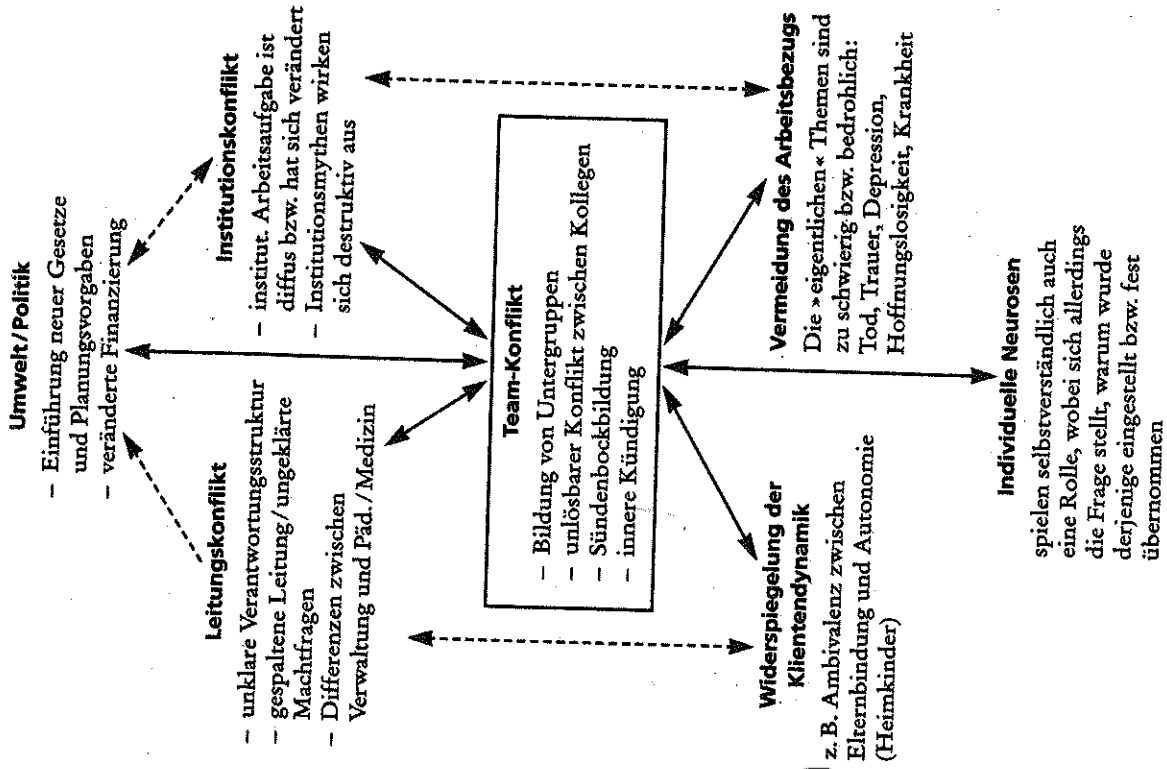 Umwelt/Politik
– Einführung neuer Gesetze
und Planungsvorgaben
– veränderte Finanzierung
Leitungskonflikt
– unklare Verantwortungsstruktur
– gespaltene Leitung/ungeklärte
Machtfragen
– Differenzen zwischen
Verwaltung und Päd./Medizin
Institutionskonflikt
– institut. Arbeitsaufgabe ist
diffus bzw. hat sich verändert
– Institutionsmythen wirken
sich destruktiv aus
Team-Konflikt
– Bildung von Untergruppen
– unlösbarer Konflikt zwischen Kollegen
– Sündenbockbildung
– innere Kündigung
Widerspiegelung der
Klientendynamik
z. B. Ambivalenz zwischen
Elternbindung und Autonomie
(Heimkinder)
Vermeidung des Arbeitsbezugs
Die »eigentlichen« Themen sind
zu schwierig bzw. bedrohlich:
Tod, Trauer, Depression,
Hoffnungslosigkeit, Krankheit
Individuelle Neurosen
spielen selbstverständlich auch
eine Rolle, wobei sich allerdings
die Frage stellt, warum wurde
derjenige eingestellt bzw. fest
übernommen